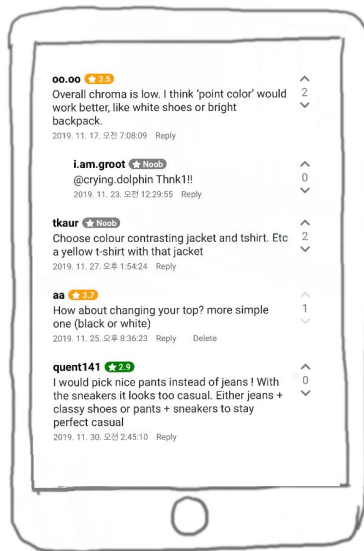 oo.oo ★ 3.5
Overall chroma is low. I think 'point color' would
2
work better, like white shoes or bright
backpack.
2019. 11. 17. 오전 7:08:09 Reply
i.am.groot ★ Noob
@crying.dolphin Thnk1!!
0
2019. 11. 23. 오전 12:29:55 Reply
tkaur ★ Noob
Choose colour contrasting jacket and tshirt. Etc
2
a yellow t-shirt with that jacket
2019. 11. 27. 오후 1:54:24 Reply
aa ★ 3.7
How about changing your top? more simple
1
one (black or white)
2019. 11. 25. 오후 8:36:23 Reply Delete
quent141 ★ 2.9
I would pick nice pants instead of jeans ! With
0
the sneakers it looks too casual. Either jeans +
classy shoes or pants + sneakers to stay
perfect casual
2019. 11. 30. 오전 2:45:10 Reply